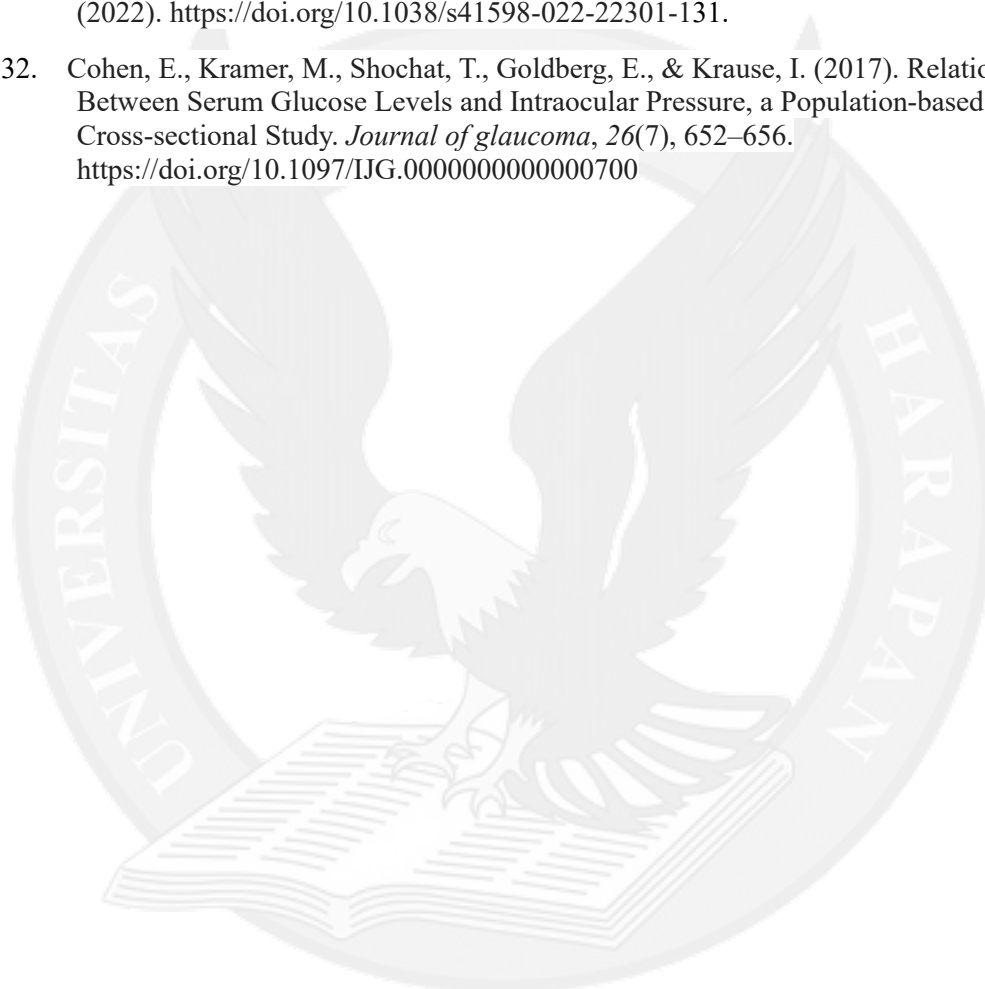 (2022). https://doi.org/10.1038/s41598-022-22301-131.
32. Cohen, E., Kramer, M., Shochat, T., Goldberg, E., & Krause, I. (2017).
Between Serum Glucose Levels and Intraocular Pressure, a Population-based
Cross-sectional Study. Journal of glaucoma, 26(7), 652–656.
https://doi.org/10.1097/IJG.0000000000000700
UNIVERSITAS
HARAPAN